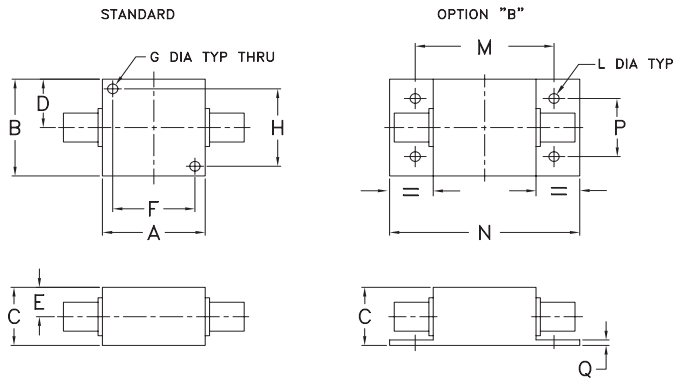 STANDARD
OPTION "B"
G DIA TYP THRU
M
L DIA TYP
D
B
H
P
F
A
=
=
N
E
C
C
Q